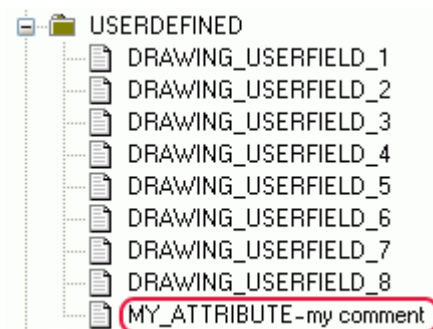 USERDEFINED
DRAWING_USERFIELD_1
DRAWING_USERFIELD_2
DRAWING_USERFIELD_3
DRAWING_USERFIELD_4
DRAWING_USERFIELD_5
DRAWING_USERFIELD_6
DRAWING_USERFIELD_7
DRAWING_USERFIELD_8
MY_ATTRIBUTE-my comment